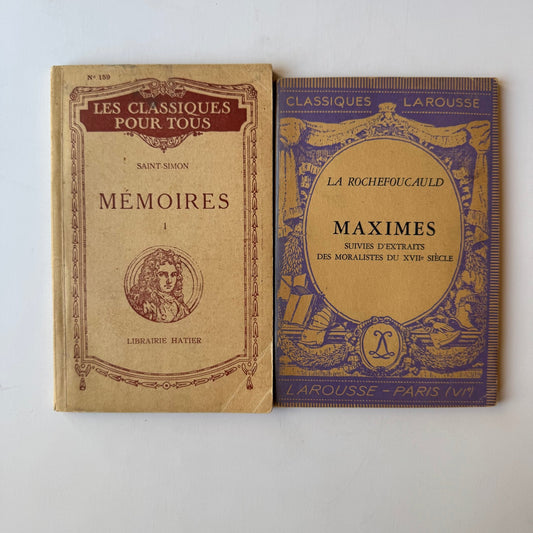 Nº 159
LES CLASSIQUES
POUR TOUS
SAINT-SIMON
MÉMOIRES
I
LIBRAIRIE HATIER
CLASSIQUES LAROUSSE
LA ROCHEFOUCAULD
MAXIMES
SUIVIES D'EXTRAITS
DES MORALISTES DU XVIIe SIÈCLE
L
LAROUSSE - PARIS (VIe)